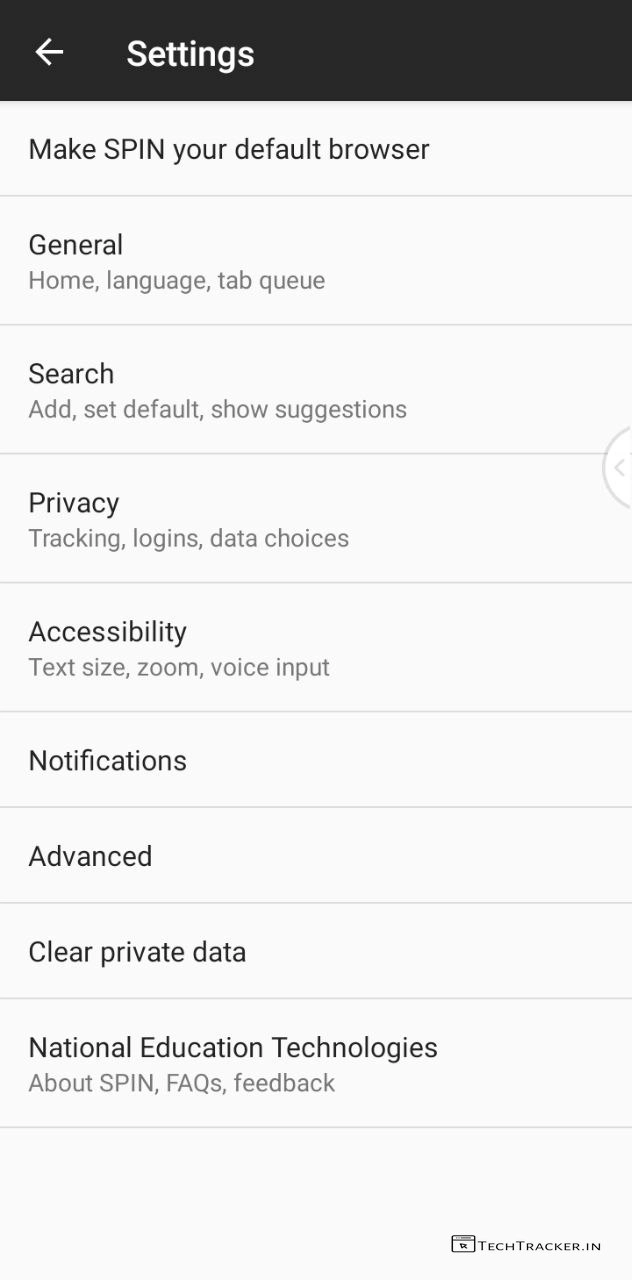 Settings
Make SPIN your default browser
General
Home, language, tab queue
Search
Add, set default, show suggestions
Privacy
Tracking, logins, data choices
Accessibility
Text size, zoom, voice input
Notifications
Advanced
Clear private data
National Education Technologies
About SPIN, FAQs, feedback
TECHTRACKER.IN